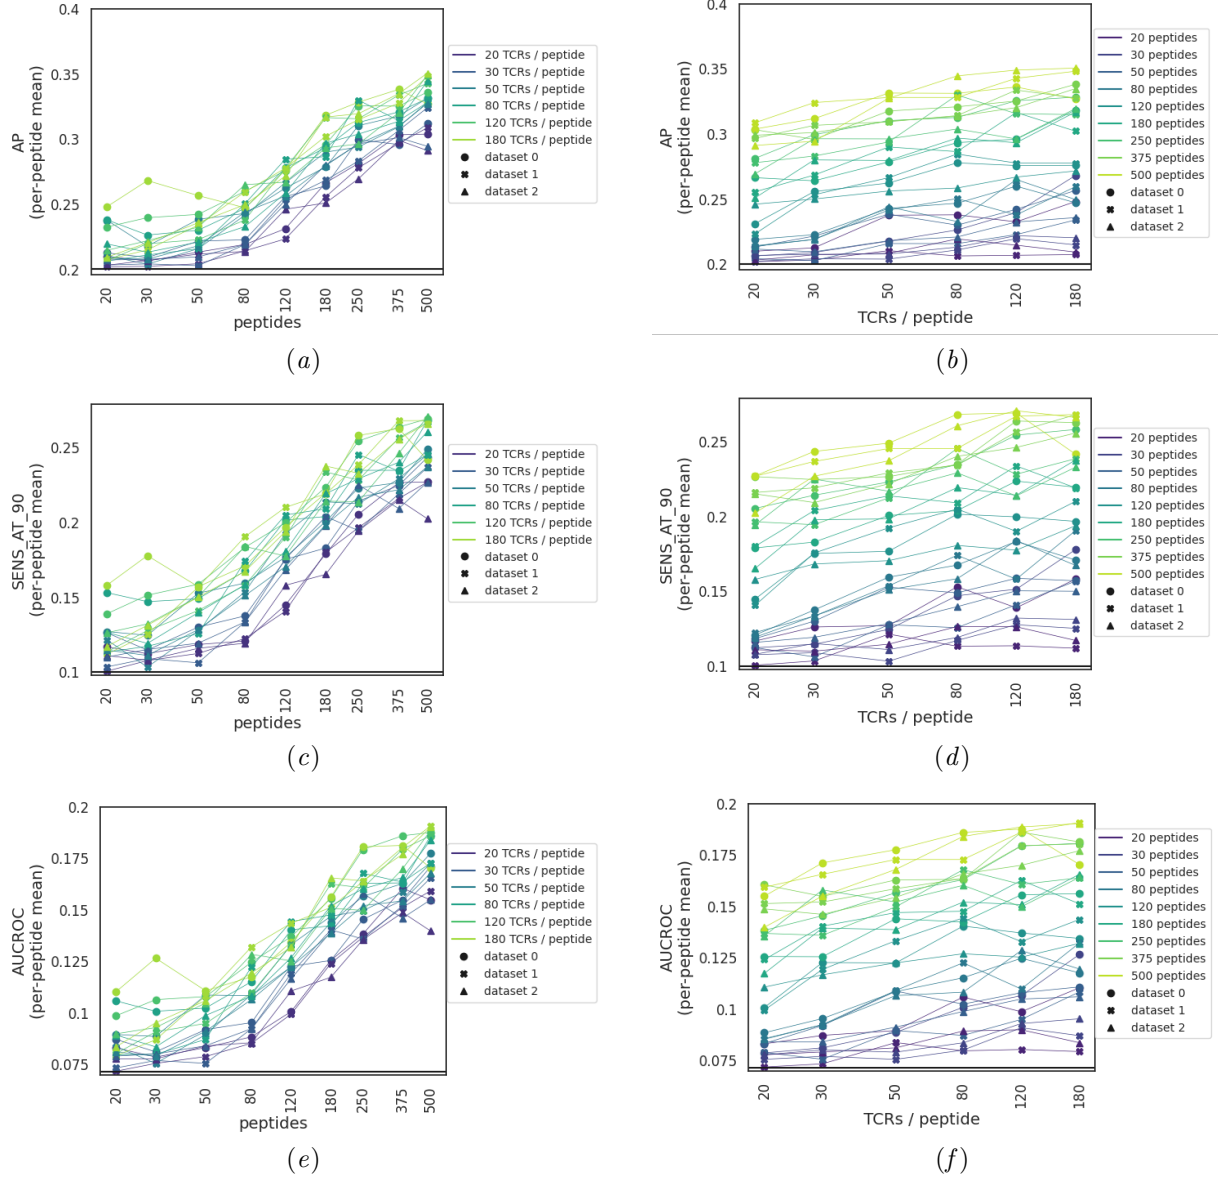 0.4
0.35
0.3
0.25
0.2
AP
(per-peptide mean)
20 30 50 80 120 180 250 375 500
peptides
20 TCRs / peptide
30 TCRs / peptide
50 TCRs / peptide
80 TCRs / peptide
120 TCRs / peptide
180 TCRs / peptide
dataset 0
dataset 1
dataset 2
(a)
0.4
0.35
0.3
0.25
0.2
AP
(per-peptide mean)
20 30 50 80 120 180
TCRs / peptide
20 peptides
30 peptides
50 peptides
80 peptides
120 peptides
180 peptides
250 peptides
375 peptides
500 peptides
dataset 0
dataset 1
dataset 2
(b)
0.25
0.2
0.15
0.1
SENS_AT_90
(per-peptide mean)
20 30 50 80 120 180 250 375 500
peptides
20 TCRs / peptide
30 TCRs / peptide
50 TCRs / peptide
80 TCRs / peptide
120 TCRs / peptide
180 TCRs / peptide
dataset 0
dataset 1
dataset 2
(c)
0.25
0.2
0.15
0.1
SENS_AT_90
(per-peptide mean)
20 30 50 80 120 180
TCRs / peptide
20 peptides
30 peptides
50 peptides
80 peptides
120 peptides
180 peptides
250 peptides
375 peptides
500 peptides
dataset 0
dataset 1
dataset 2
(d)
0.2
0.175
0.15
0.125
0.1
0.075
AUCROC
(per-peptide mean)
20 30 50 80 120 180 250 375 500
peptides
20 TCRs / peptide
30 TCRs / peptide
50 TCRs / peptide
80 TCRs / peptide
120 TCRs / peptide
180 TCRs / peptide
dataset 0
dataset 1
dataset 2
(e)
0.2
0.175
0.15
0.125
0.1
0.075
AUCROC
(per-peptide mean)
20 30 50 80 120 180
TCRs / peptide
20 peptides
30 peptides
50 peptides
80 peptides
120 peptides
180 peptides
250 peptides
375 peptides
500 peptides
dataset 0
dataset 1
dataset 2
(f)